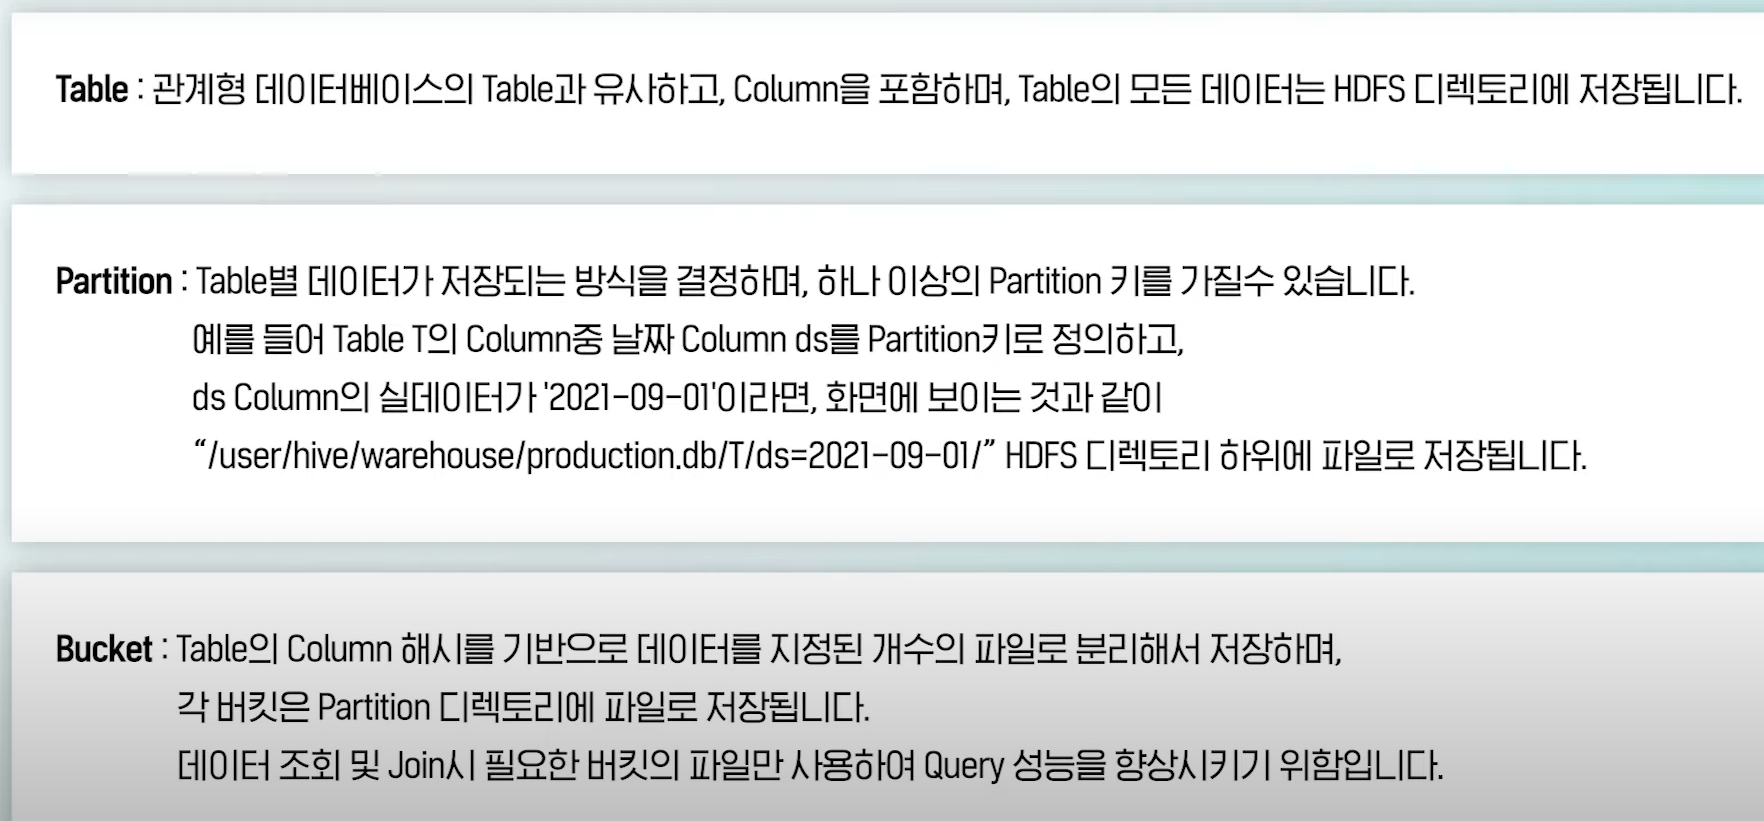 Table : 관계형 데이터베이스의 Table과 유사하고, Column을 포함하며, Table의 모든 데이터는 HDFS 디렉토리에 저장됩니다.
Partition : Table별 데이터가 저장되는 방식을 결정하며, 하나 이상의 Partition 키를 가질수 있습니다.
예를 들어 Table T의 Column중 날짜 Column ds를 Partition키로 정의하고,
ds Column의 실데이터가 '2021-09-01'이라면, 화면에 보이는 것과 같이
“/user/hive/warehouse/production.db/T/ds=2021-09-01/” HDFS 디렉토리 하위에 파일로 저장됩니다.
Bucket : Table의 Column 해시를 기반으로 데이터를 지정된 개수의 파일로 분리해서 저장하며,
각 버킷은 Partition 디렉토리에 파일로 저장됩니다.
데이터 조회 및 Join시 필요한 버킷의 파일만 사용하여 Query 성능을 향상시키기 위함입니다.